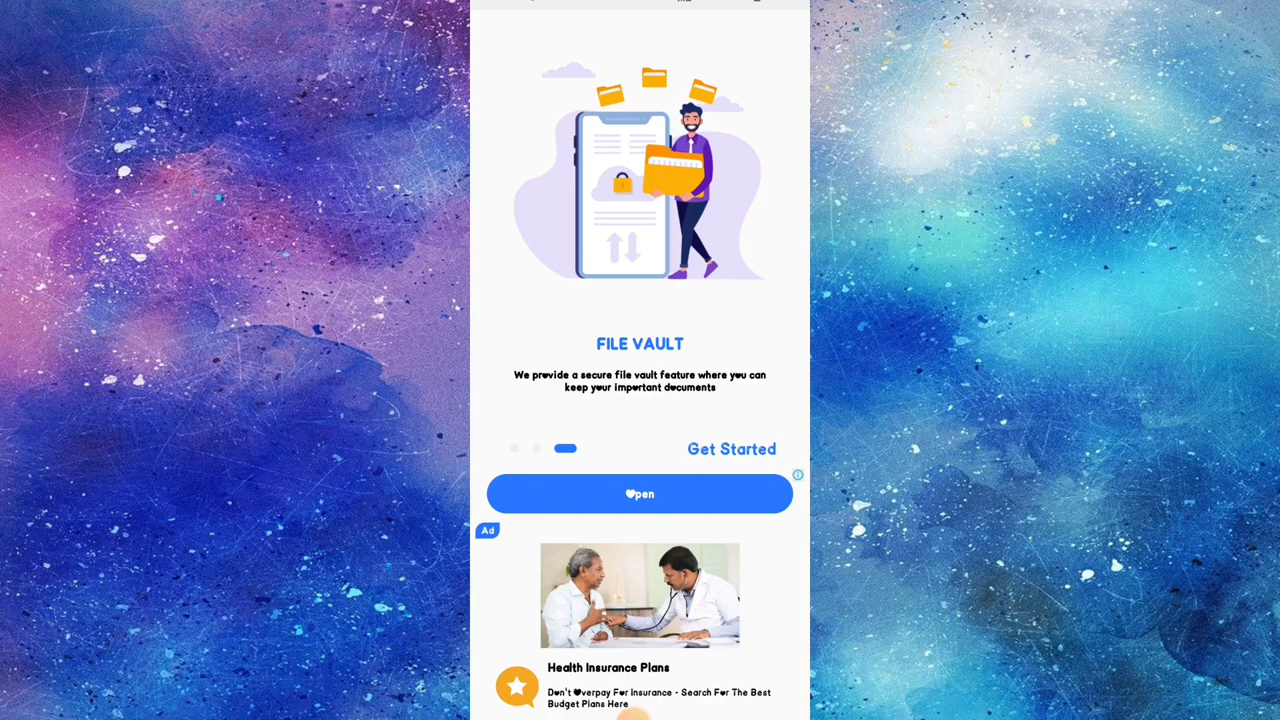 FILE VAULT
We provide a secure file vault feature where you can
keep your important documents
Get Started
Open
Ad
Health Insurance Plans
Don't Overpay For Insurance - Search For The Best
Budget Plans Here